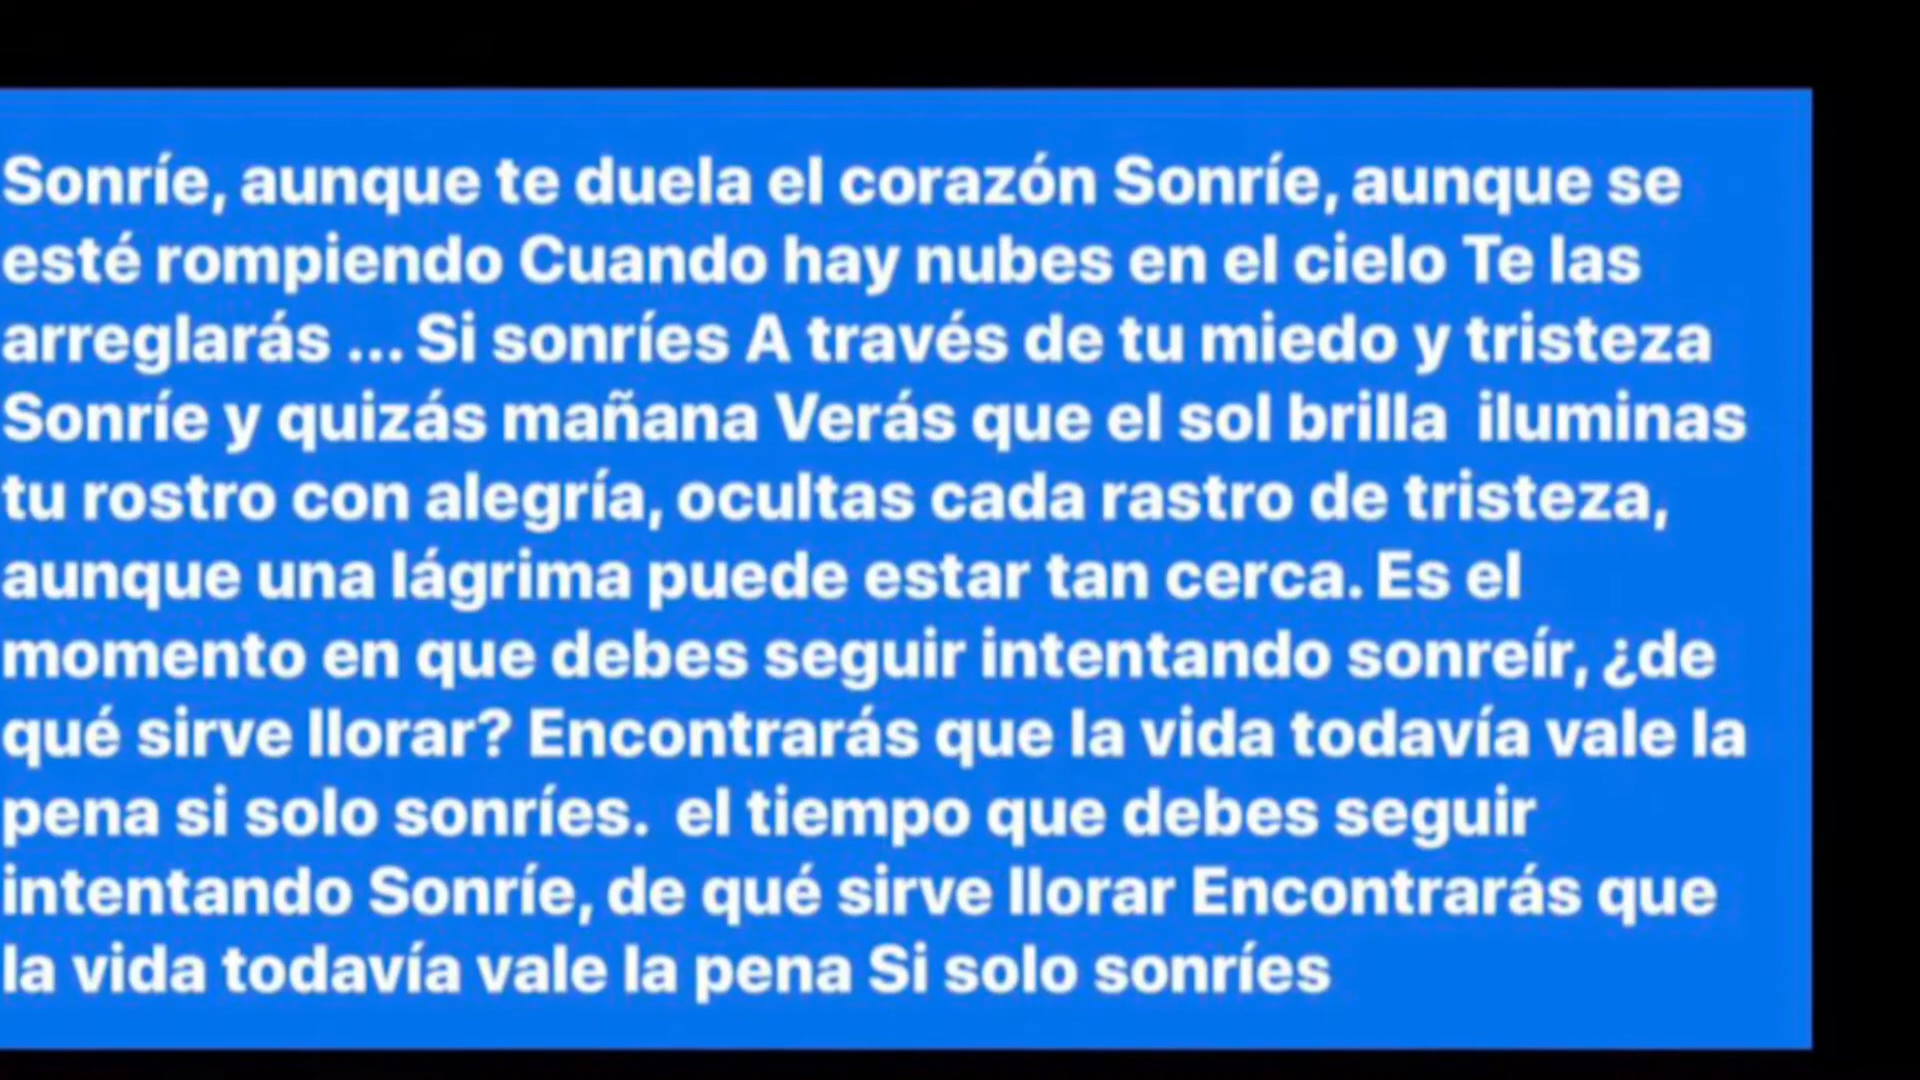 Sonríe, aunque te duela el corazón Sonríe, aunque se
esté rompiendo Cuando hay nubes en el cielo Te las
arreglarás ... Si sonríes A través de tu miedo y tristeza
Sonríe y quizás mañana Verás que el sol brilla  iluminas
tu rostro con alegría, ocultas cada rastro de tristeza,
aunque una lágrima puede estar tan cerca. Es el
momento en que debes seguir intentando sonreír, ¿de
qué sirve llorar? Encontrarás que la vida todavía vale la
pena si solo sonríes.  el tiempo que debes seguir
intentando Sonríe, de qué sirve llorar Encontrarás que
la vida todavía vale la pena Si solo sonríes